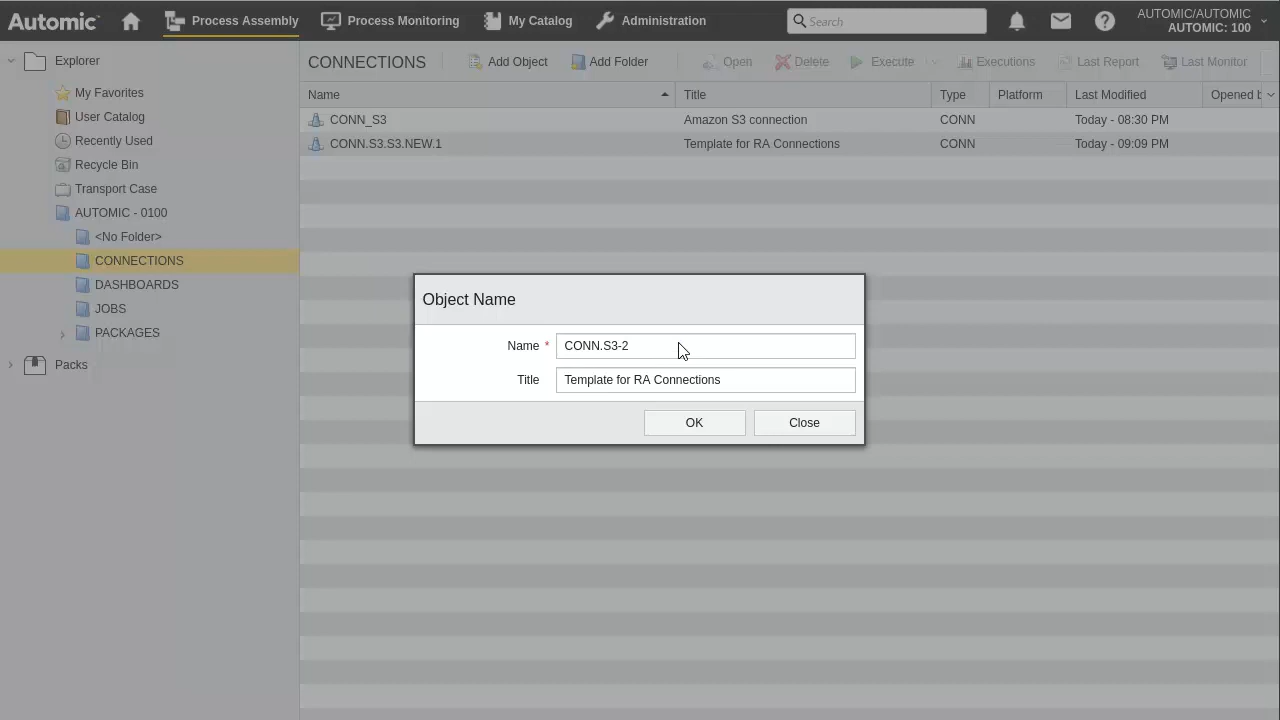 Automic Process Assembly Process Monitoring My Catalog Administration Search AUTOMIC/AUTOMIC
AUTOMIC: 100
Explorer
My Favorites
User Catalog
Recently Used
Recycle Bin
Transport Case
AUTOMIC - 0100
<No Folder>
CONNECTIONS
DASHBOARDS
JOBS
PACKAGES
Packs
CONNECTIONS Add Object Add Folder Open Delete Execute Executions Last Report Last Monitor
Name Title Type Platform Last Modified Opened
CONN_S3 Amazon S3 connection CONN Today - 08:30 PM
CONN.S3.S3.NEW.1 Template for RA Connections CONN Today - 09:09 PM
Object Name
Name * CONN.S3-2
Title Template for RA Connections
OK Close